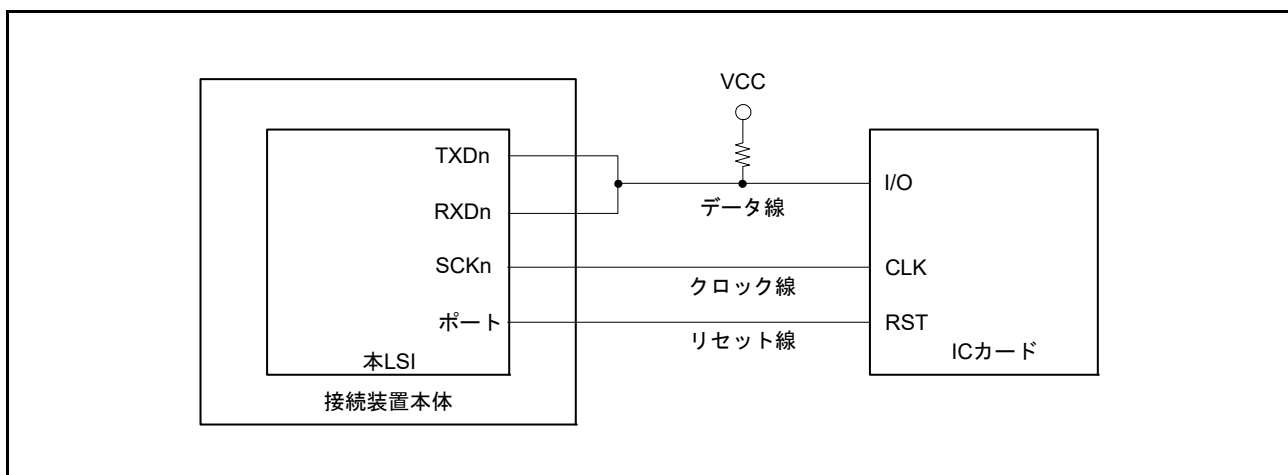 VCC
TXDn
I/O
データ線
RXDn
SCKn
CLK
クロック線
ポート
RST
リセット線
本LSI
ICカード
接続装置本体